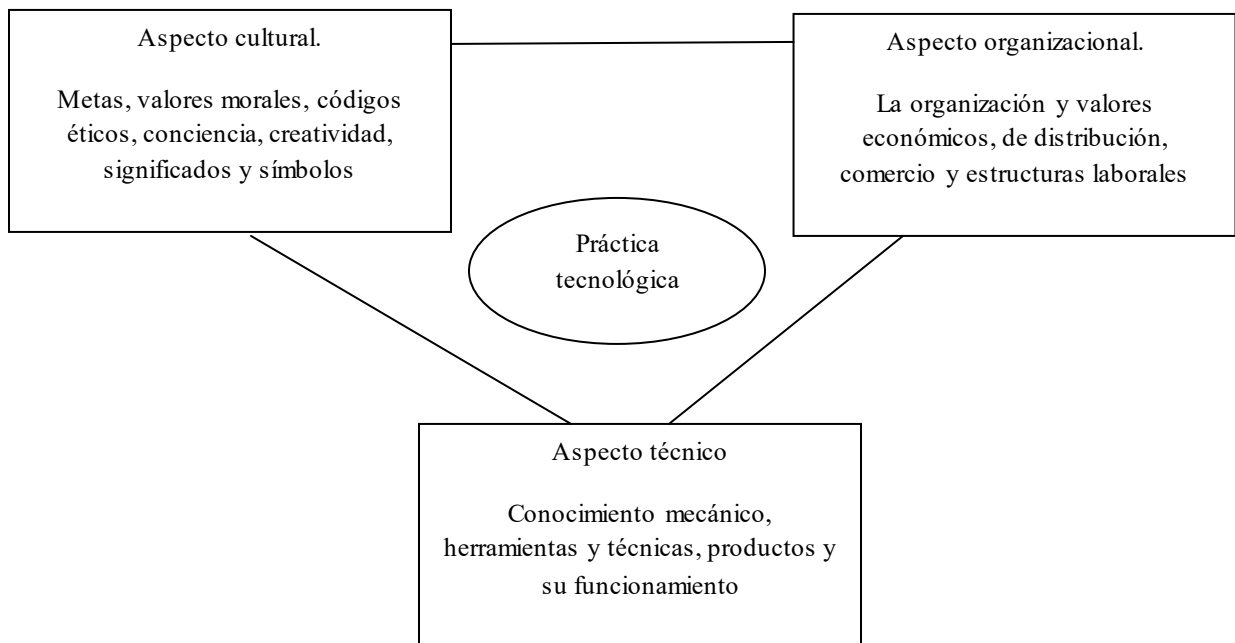 Aspecto cultural.
Metas, valores morales, códigos
éticos, conciencia, creatividad,
significados y símbolos
Aspecto organizacional.
La organización y valores
económicos, de distribución,
comercio y estructuras laborales
Práctica
tecnológica
Aspecto técnico
Conocimiento mecánico,
herramientas y técnicas, productos y
su funcionamiento